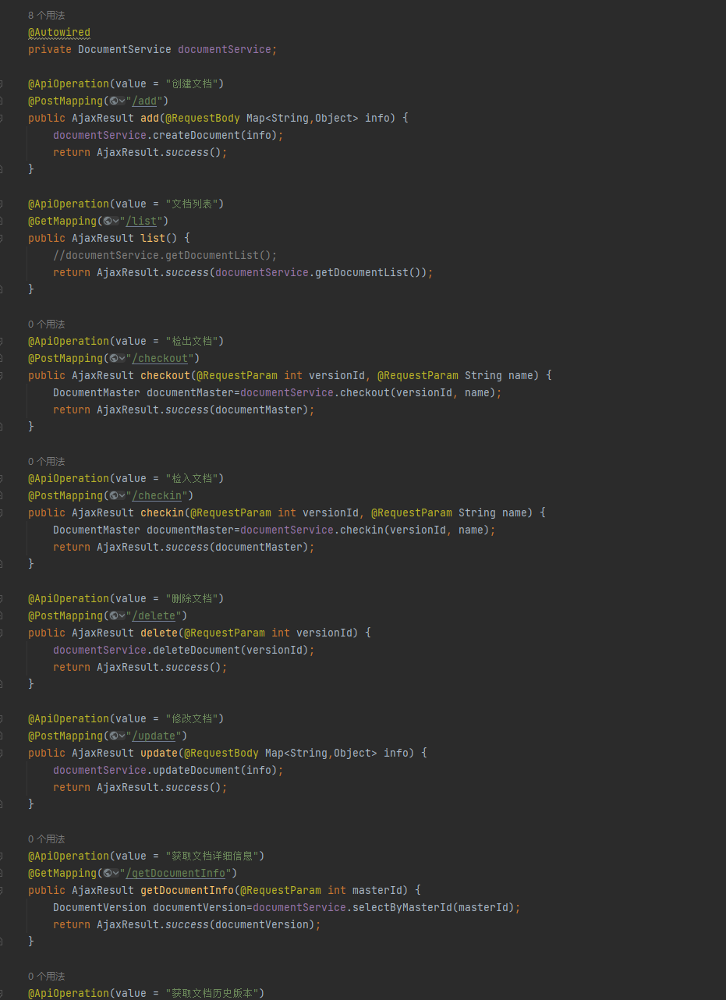 8 个用法
@Autowired
private DocumentService documentService;
@ApiOperation(value = "创建文档")
@PostMapping("/add")
public AjaxResult add(@RequestBody Map<String,Object> info) {
documentService.createDocument(info);
return AjaxResult.success();
}
@ApiOperation(value = "文档列表")
@GetMapping("/list")
public AjaxResult list() {
//documentService.getDocumentList();
return AjaxResult.success(documentService.getDocumentList());
}
0 个用法
@ApiOperation(value = "检出文档")
@PostMapping("/checkout")
public AjaxResult checkout(@RequestParam int versionId, @RequestParam String name) {
DocumentMaster documentMaster=documentService.checkout(versionId, name);
return AjaxResult.success(documentMaster);
}
0 个用法
@ApiOperation(value = "检入文档")
@PostMapping("/checkin")
public AjaxResult checkin(@RequestParam int versionId, @RequestParam String name) {
DocumentMaster documentMaster=documentService.checkin(versionId, name);
return AjaxResult.success(documentMaster);
}
@ApiOperation(value = "删除文档")
@PostMapping("/delete")
public AjaxResult delete(@RequestParam int versionId) {
documentService.deleteDocument(versionId);
return AjaxResult.success();
}
@ApiOperation(value = "修改文档")
@PostMapping("/update")
public AjaxResult update(@RequestBody Map<String,Object> info) {
documentService.updateDocument(info);
return AjaxResult.success();
}
0 个用法
@ApiOperation(value = "获取文档详细信息")
@GetMapping("/getDocumentInfo")
public AjaxResult getDocumentInfo(@RequestParam int masterId) {
DocumentVersion documentVersion=documentService.selectByMasterId(masterId);
return AjaxResult.success(documentVersion);
}
0 个用法
@ApiOperation(value = "获取文档历史版本")